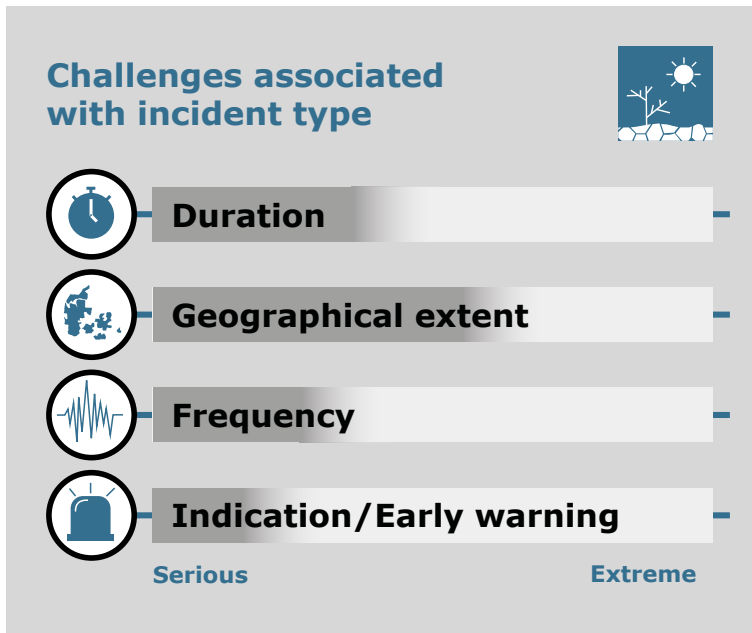 Challenges associated
with incident type
Duration
Geographical extent
Frequency
Indication/Early warning
Serious
Extreme